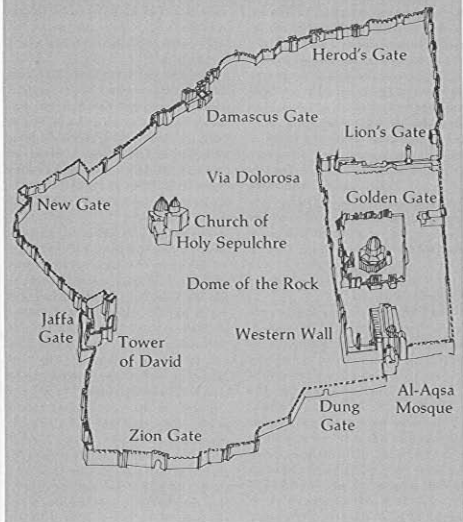 Herod's Gate
Damascus Gate
Lion's Gate
Via Dolorosa
Golden Gate
New Gate
Church of
Holy Sepulchre
Dome of the Rock
Jaffa
Gate
Tower
of David
Western Wall
Al-Aqsa
Mosque
Dung
Gate
Zion Gate